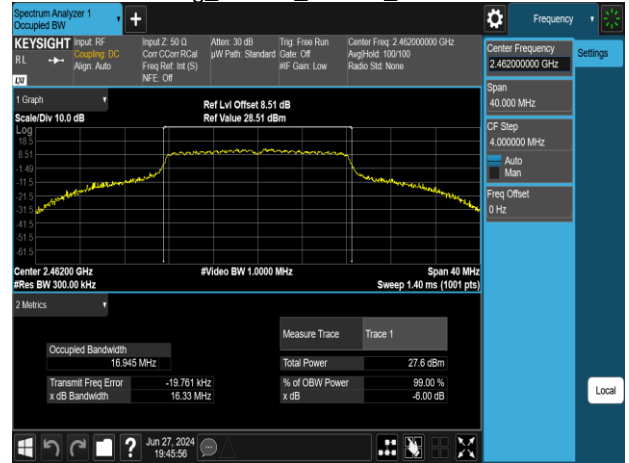 Spectrum Analyzer 1
Occupied BW
Frequency
KEYSIGHT
RL
LXI
Input: RF
Coupling: DC
Align: Auto
Input Z: 50 Ω
Corr CCorr RCal
Freq Ref: Int (S)
NFE: Off
Atten: 30 dB
µW Path: Standard
Trig: Free Run
Gate: Off
#IF Gain: Low
Center Freq: 2.462000000 GHz
Avg|Hold: 100/100
Radio Std: None
Center Frequency
2.462000000 GHz
Settings
Span
40.000 MHz
CF Step
4.000000 MHz
Auto
Man
Freq Offset
0 Hz
Local
1 Graph
Scale/Div 10.0 dB
Ref Lvl Offset 8.51 dB
Ref Value 28.51 dBm
Log
18.5
8.51
-1.49
-11.5
-21.5
-31.5
-41.5
-51.5
-61.5
Center 2.46200 GHz
#Video BW 1.0000 MHz
Span 40 MHz
#Res BW 300.00 kHz
Sweep 1.40 ms (1001 pts)
2 Metrics
Measure Trace
Trace 1
Occupied Bandwidth
16.945 MHz
Total Power
27.6 dBm
Transmit Freq Error
-19.761 kHz
% of OBW Power
99.00 %
x dB Bandwidth
16.33 MHz
x dB
-6.00 dB
?
Jun 27, 2024
19:45:56